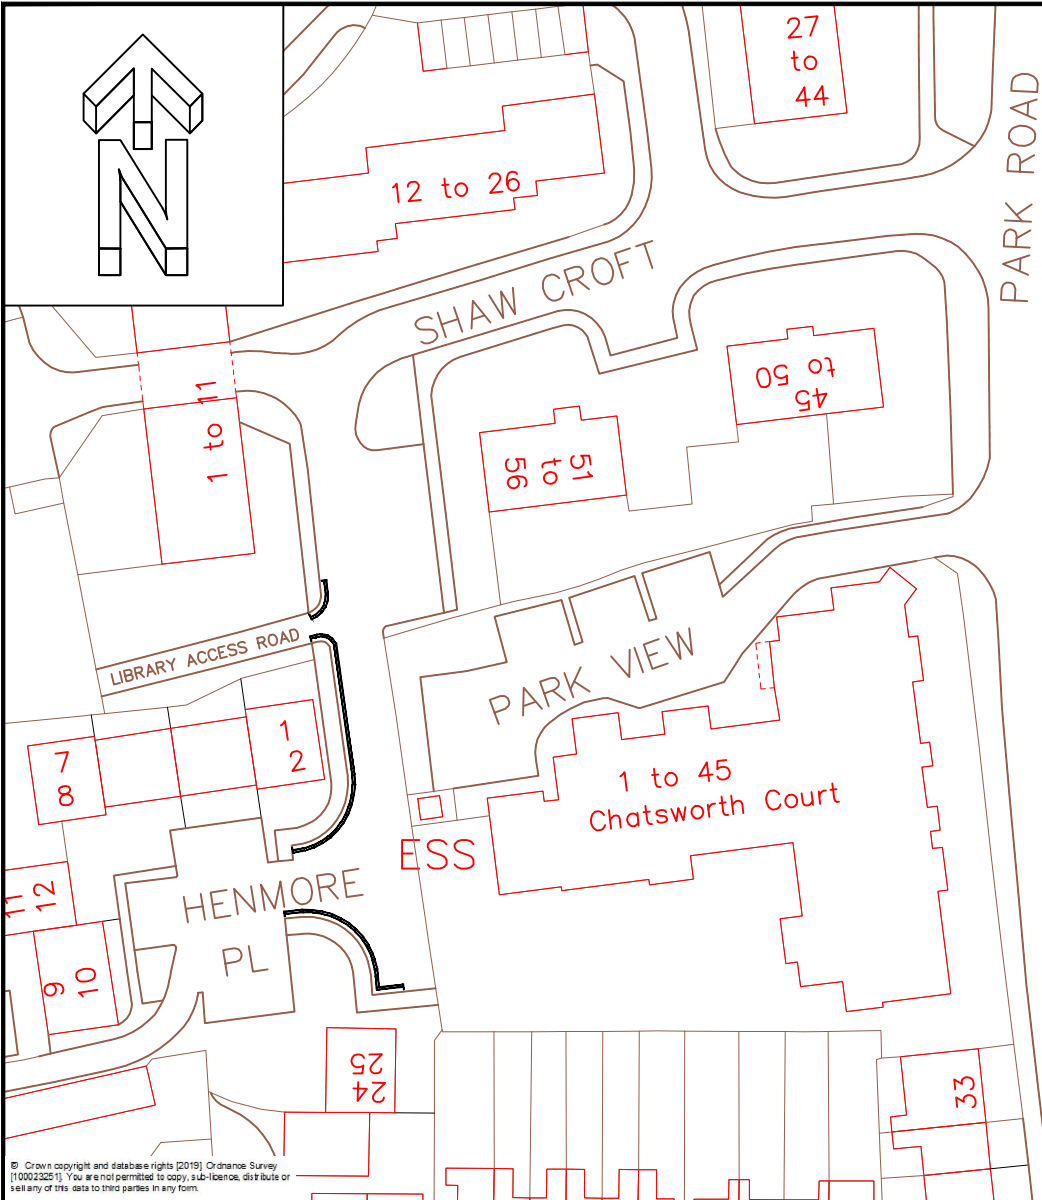 N
27
to
44
PARK ROAD
12 to 26
SHAW CROFT
1 to 11
45
to 50
51
to
56
LIBRARY ACCESS ROAD
PARK VIEW
1
2
7
8
1 to 45
Chatsworth Court
ESS
HENMORE
PL
11
12
9
10
24
25
33
© Crown copyright and database rights [2019] Ordnance Survey
[100023251]. You are not permitted to copy, sub-licence, distribute or
sell any of this data to third parties in any form.